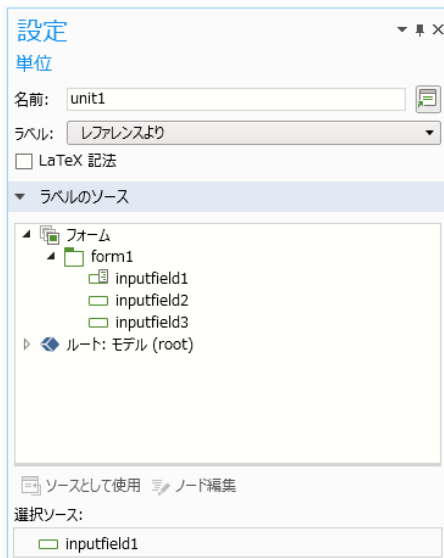 設定
単位
名前: unit1
ラベル: レファレンスより
LaTeX 記法
ラベルのソース
フォーム
form1
inputfield1
inputfield2
inputfield3
ルート: モデル (root)
ソースとして使用 ノード編集
選択ソース:
inputfield1